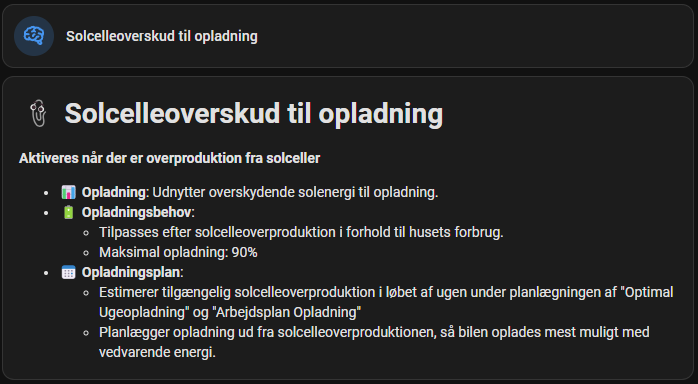 Solcelleoverskud til opladning
Solcelleoverskud til opladning
Aktiveres når der er overproduktion fra solceller
Opladning: Udnytter overskydende solenergi til opladning.
Opladningsbehov:
Tilpasses efter solcelleoverproduktion i forhold til husets forbrug.
Maksimal opladning: 90%
Opladningsplan:
Estimerer tilgængelig solcelleoverproduktion i løbet af ugen under planlægningen af "Optimal
Ugeopladning" og "Arbejdsplan Opladning"
Planlægger opladning ud fra solcelleoverproduktionen, så bilen oplades mest muligt med
vedvarende energi.